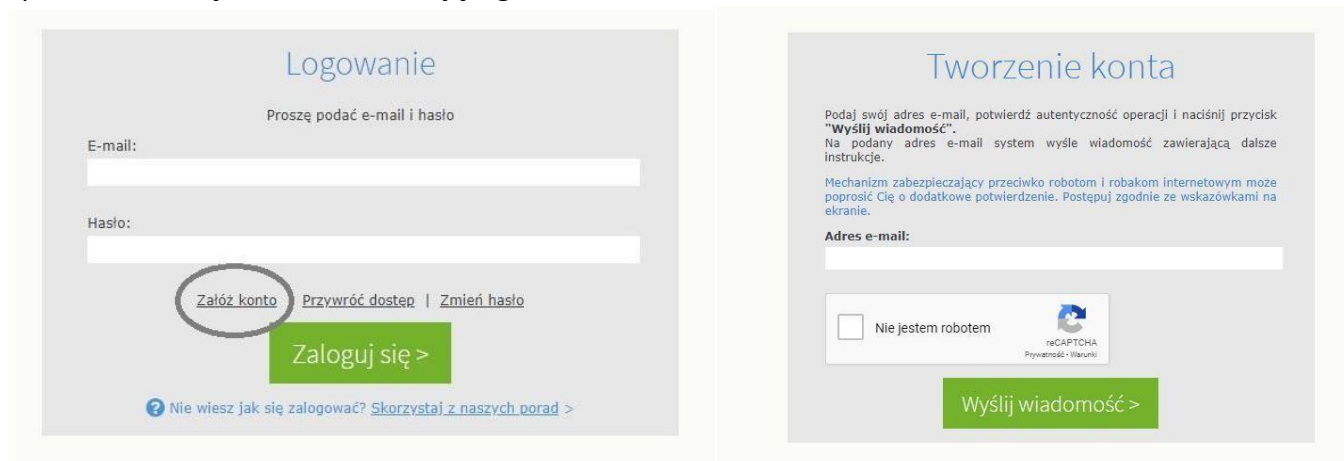 Logowanie
Proszę podać e-mail i hasło
E-mail:
Hasło:
Załóż konto Przywróć dostęp | Zmień hasło
Zaloguj się >
Nie wiesz jak się zalogować? Skorzystaj z naszych porad >
Tworzenie konta
Podaj swój adres e-mail, potwierdź autentyczność operacji i naciśnij przycisk
"Wyślij wiadomość".
Na podany adres e-mail system wyśle wiadomość zawierającą dalsze
instrukcje.
Mechanizm zabezpieczający przeciwko robotom i robakom internetowym może
poprosić Cię o dodatkowe potwierdzenie. Postępuj zgodnie ze wskazówkami na
ekranie.
Adres e-mail:
Nie jestem robotem
reCAPTCHA
Prywatność - Warunki
Wyślij wiadomość >